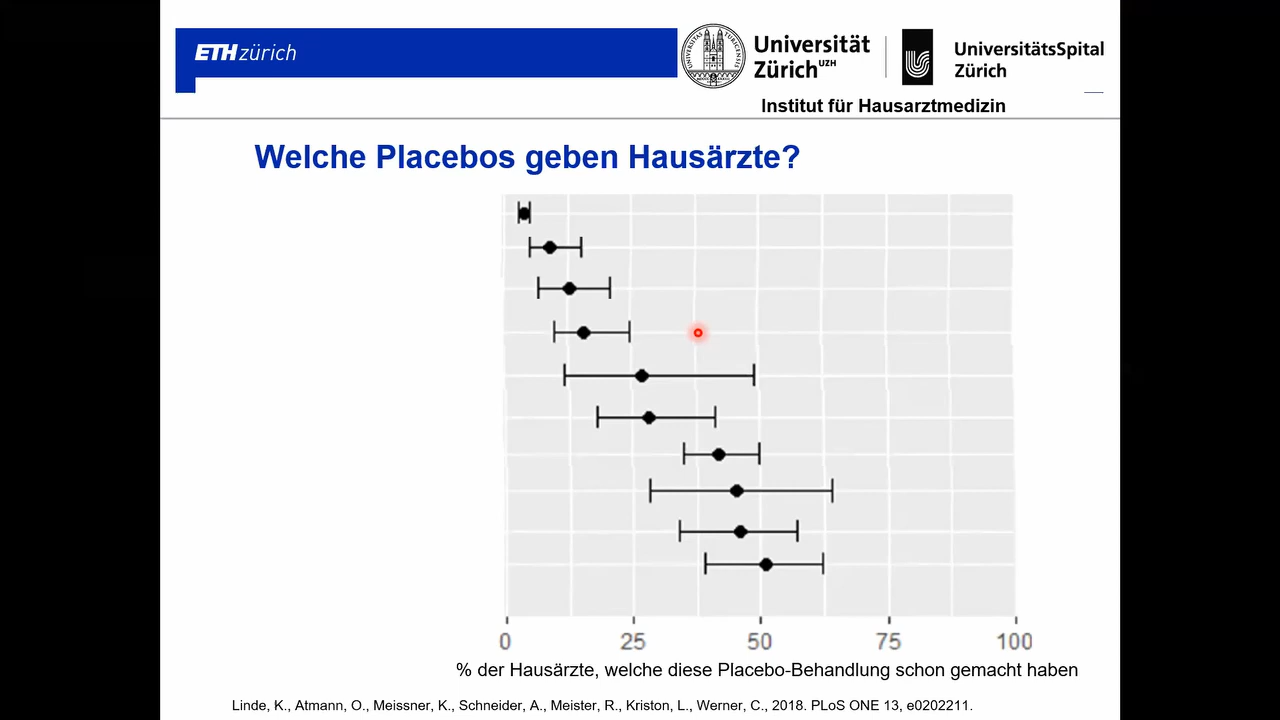 ETH zürich
Universität
Zürich UZH
UniversitätsSpital
Zürich
Institut für Hausarztmedizin
Welche Placebos geben Hausärzte?
0 25 50 75 100
% der Hausärzte, welche diese Placebo-Behandlung schon gemacht haben
Linde, K., Atmann, O., Meissner, K., Schneider, A., Meister, R., Kriston, L., Werner, C., 2018. PLoS ONE 13, e0202211.